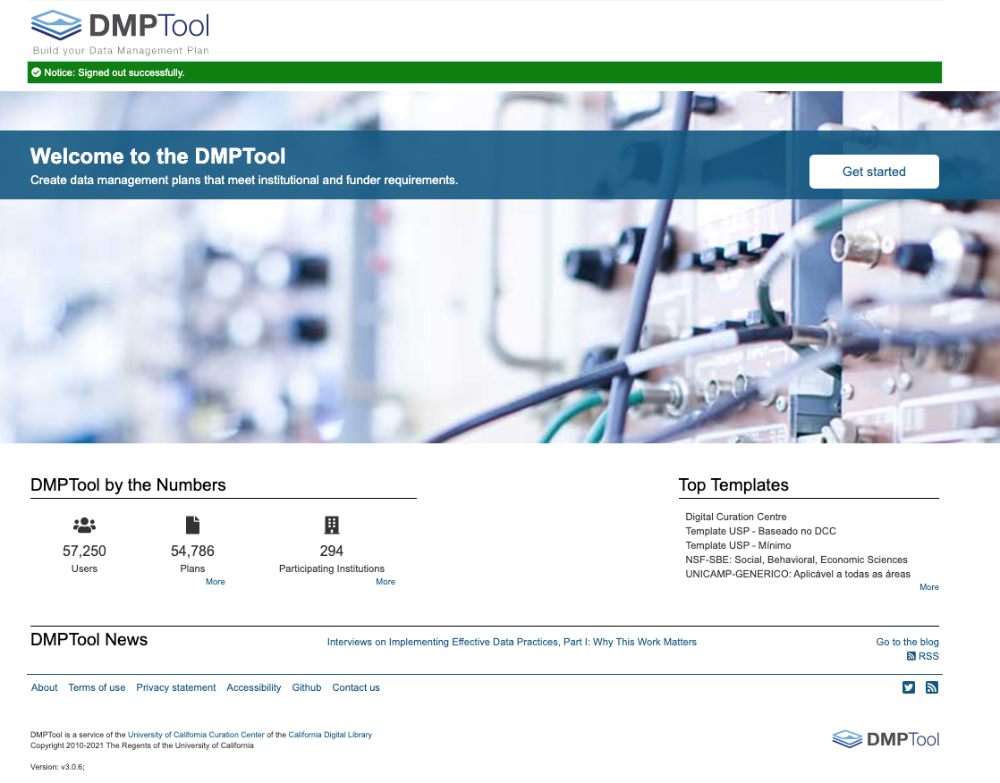 DMPTool
Build your Data Management Plan
Notice: Signed out successfully.
Welcome to the DMPTool
Create data management plans that meet institutional and funder requirements.
Get started
DMPTool by the Numbers
57,250
Users
54,786
Plans
More
294
Participating Institutions
More
Top Templates
Digital Curation Centre
Template USP - Baseado no DCC
Template USP - Mínimo
NSF-SBE: Social, Behavioral, Economic Sciences
UNICAMP-GENERICO: Aplicável a todas as áreas
More
DMPTool News
Interviews on Implementing Effective Data Practices, Part I: Why This Work Matters
Go to the blog
RSS
About Terms of use Privacy statement Accessibility Github Contact us
DMPTool is a service of the University of California Curation Center of the California Digital Library
Copyright 2010-2021 The Regents of the University of California
Version: v3.0.6;
DMPTool